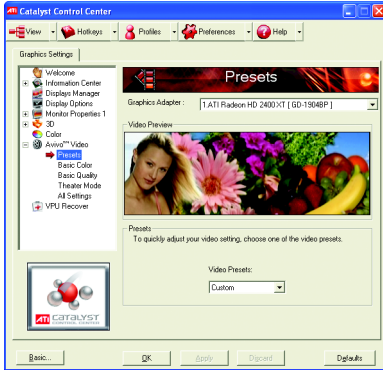 ATI Catalyst Control Center
View
Hotkeys
Profiles
Preferences
Help
Graphics Settings
Welcome
Information Center
Displays Manager
Display Options
Monitor Properties 1
3D
Color
Avivo™ Video
Presets
Basic Color
Basic Quality
Theater Mode
All Settings
VPU Recover
ATI CATALYST
CONTROL CENTER
Presets
Graphics Adapter :
1.ATI Radeon HD 2400XT [ GD-1904BP ]
Video Preview
Presets
To quickly adjust your video setting, choose one of the video presets.
Video Presets:
Custom
Basic...
OK
Apply
Discard
Defaults